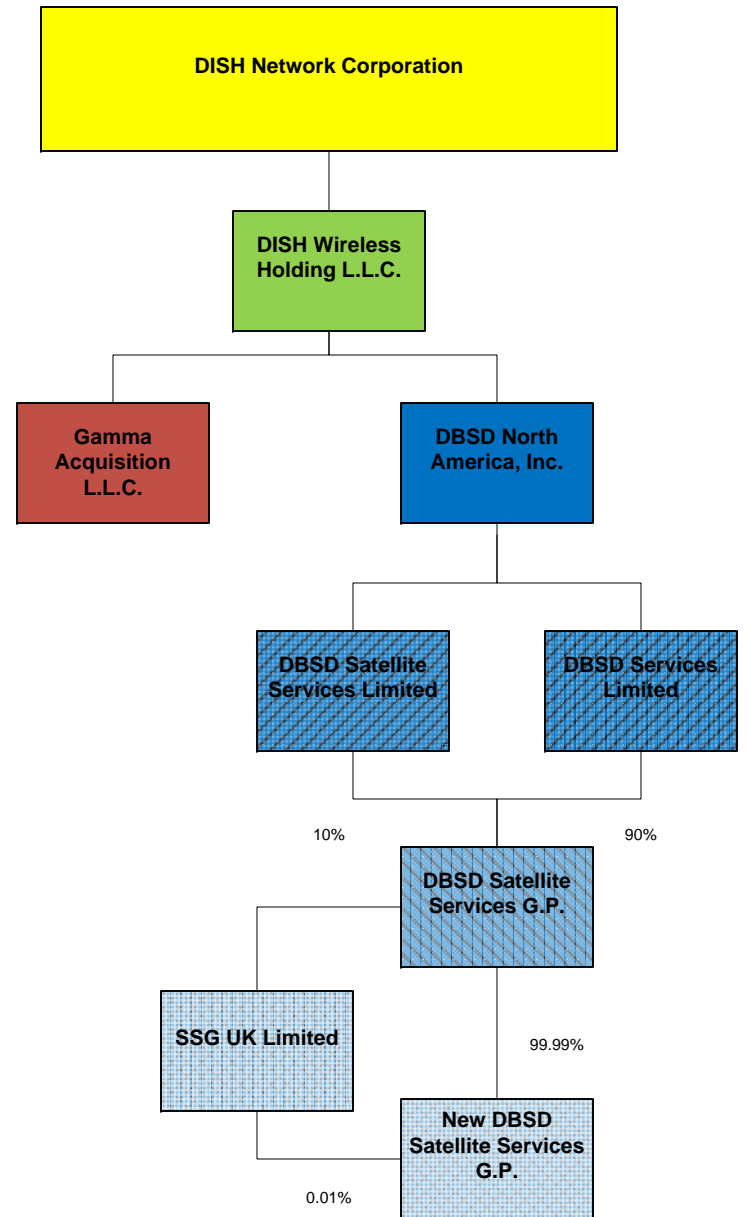 DISH Network Corporation
DISH Wireless
Holding L.L.C.
Gamma
Acquisition
L.L.C.
DBSD North
America, Inc.
DBSD Satellite
Services Limited
DBSD Services
Limited
10%
90%
DBSD Satellite
Services G.P.
SSG UK Limited
99.99%
New DBSD
Satellite Services
G.P.
0.01%